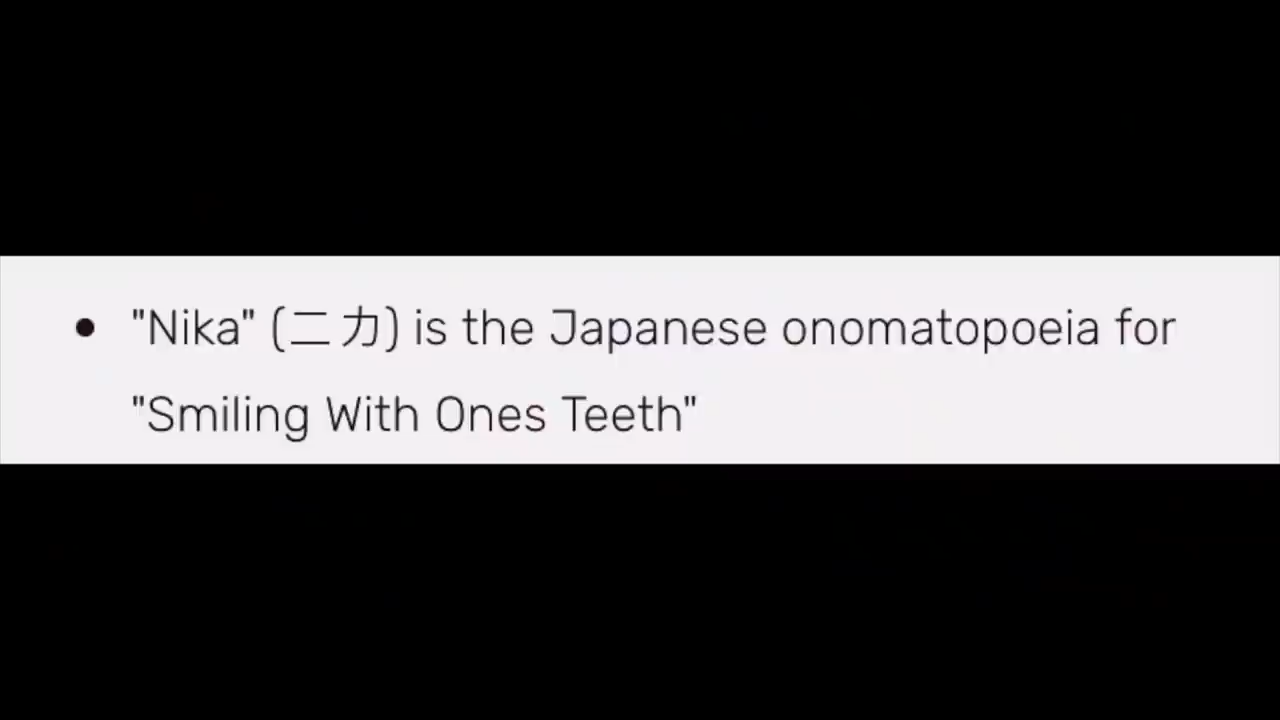 • "Nika" (ニカ) is the Japanese onomatopoeia for
"Smiling With Ones Teeth"